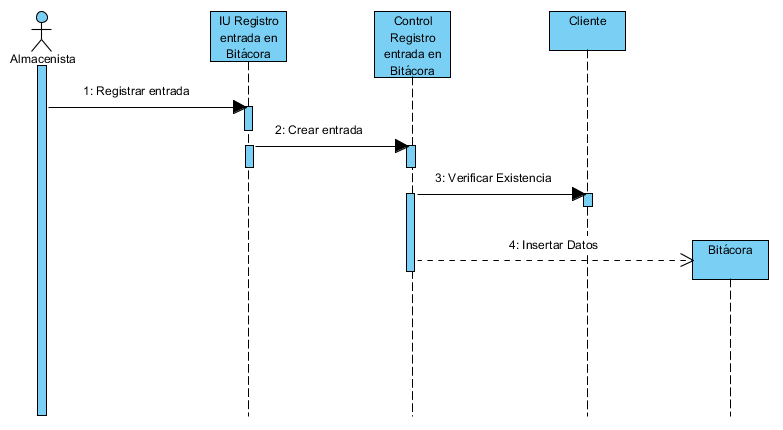 Almacenista
IU Registro
entrada en
Bitácora
Control
Registro
entrada en
Bitácora
Cliente
1: Registrar entrada
2: Crear entrada
3: Verificar Existencia
4: Insertar Datos
Bitácora